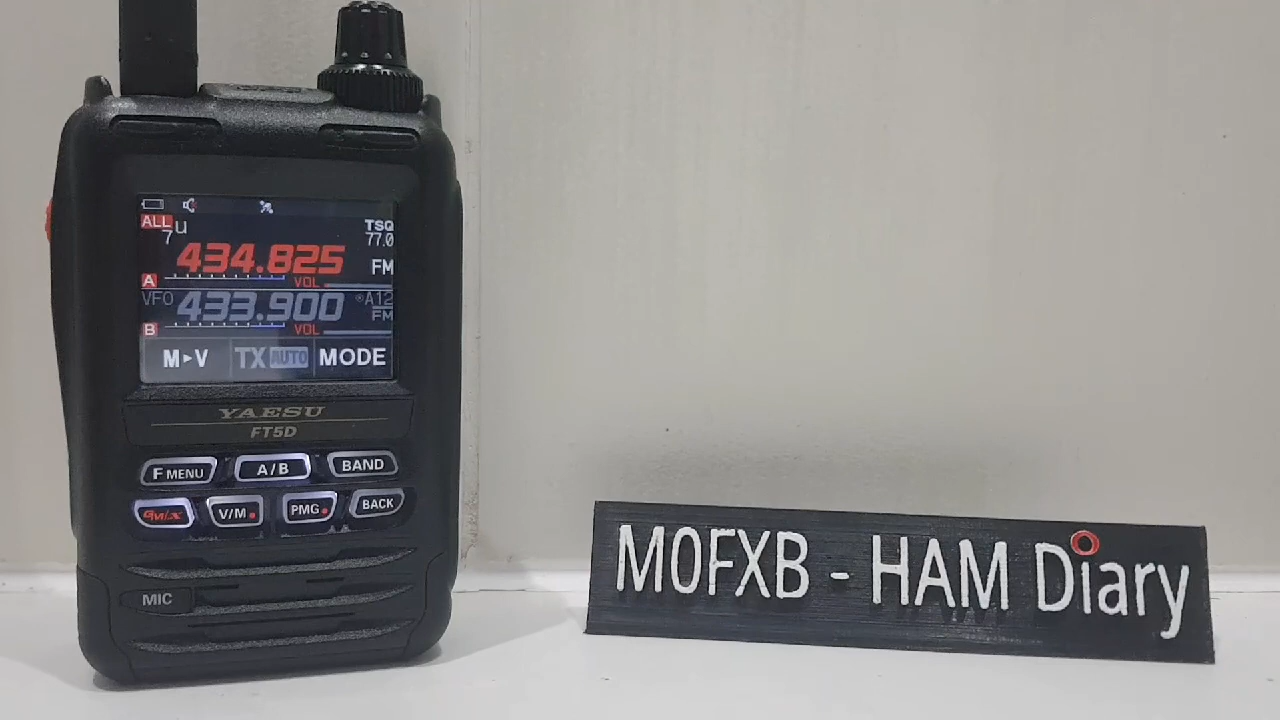 ALL
7 u
TSQ
77.0
434.825
FM
A
VOL
VFO
433.900
A12
FM
B
VOL
M▸V
TX AUTO
MODE
YAESU
FT5D
F MENU
A/B
BAND
V/M
PMG
BACK
MIC
M0FXB - HAM Diary